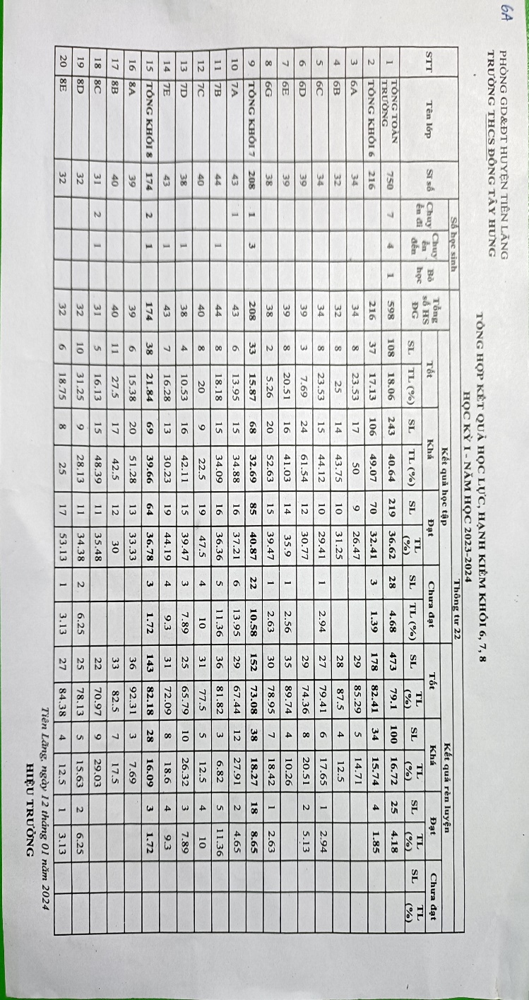 6A
PHÒNG GD&ĐT HUYỆN TIÊN LÃNG
TRƯỜNG THCS ĐÔNG TÂY HƯNG
TỔNG HỢP KẾT QUẢ HỌC LỰC, HẠNH KIỂM KHỐI 6, 7, 8
HỌC KỲ I - NĂM HỌC 2023-2024
Số học sinh Thông tư 22
Kết quả học tập Kết quả rèn luyện
STT Tên lớp Sĩ số Chuyển đi Chuyển đến Bỏ học Tổng số HS ĐG Tốt Khá Đạt Chưa đạt Tốt Khá Đạt Chưa đạt
SL TL (%) SL TL (%) SL TL (%) SL TL (%) SL TL (%) SL TL (%) SL TL (%) SL TL (%)
1 TỔNG TOÀN TRƯỜNG 750 7 4 1 598 108 18.06 243 40.64 219 36.62 28 4.68 473 79.1 100 16.72 25 4.18
2 TỔNG KHỐI 6 216 216 37 17.13 106 49.07 70 32.41 3 1.39 178 82.41 34 15.74 4 1.85
3 6A 34 34 8 23.53 17 50 9 26.47 29 85.29 5 14.71
4 6B 32 32 8 25 14 43.75 10 31.25 28 87.5 4 12.5
5 6C 34 34 8 23.53 15 44.12 10 29.41 1 2.94 27 79.41 6 17.65 1 2.94
6 6D 39 39 3 7.69 24 61.54 12 30.77 29 74.36 8 20.51 2 5.13
7 6E 39 39 8 20.51 16 41.03 14 35.9 1 2.56 35 89.74 4 10.26
8 6G 38 38 2 5.26 20 52.63 15 39.47 1 2.63 30 78.95 7 18.42 1 2.63
9 TỔNG KHỐI 7 208 1 3 208 33 15.87 68 32.69 85 40.87 22 10.58 152 73.08 38 18.27 18 8.65
10 7A 43 1 43 6 13.95 15 34.88 16 37.21 6 13.95 29 67.44 12 27.91 2 4.65
11 7B 44 1 44 8 18.18 15 34.09 16 36.36 5 11.36 36 81.82 3 6.82 5 11.36
12 7C 40 40 8 20 9 22.5 19 47.5 4 10 31 77.5 5 12.5 4 10
13 7D 38 1 38 4 10.53 16 42.11 15 39.47 3 7.89 25 65.79 10 26.32 3 7.89
14 7E 43 1 43 7 16.28 13 30.23 19 44.19 4 9.3 31 72.09 8 18.6 4 9.3
15 TỔNG KHỐI 8 174 2 1 174 38 21.84 69 39.66 64 36.78 3 1.72 143 82.18 28 16.09 3 1.72
16 8A 39 39 6 15.38 20 51.28 13 33.33 36 92.31 3 7.69
17 8B 40 40 11 27.5 17 42.5 12 30 33 82.5 7 17.5
18 8C 31 2 1 31 5 16.13 15 48.39 11 35.48 22 70.97 9 29.03
19 8D 32 32 10 31.25 9 28.13 11 34.38 2 6.25 25 78.13 5 15.63 2 6.25
20 8E 32 32 6 18.75 8 25 17 53.13 1 3.13 27 84.38 4 12.5 1 3.13
Tiên Lãng, ngày 12 tháng 01 năm 2024
HIỆU TRƯỞNG